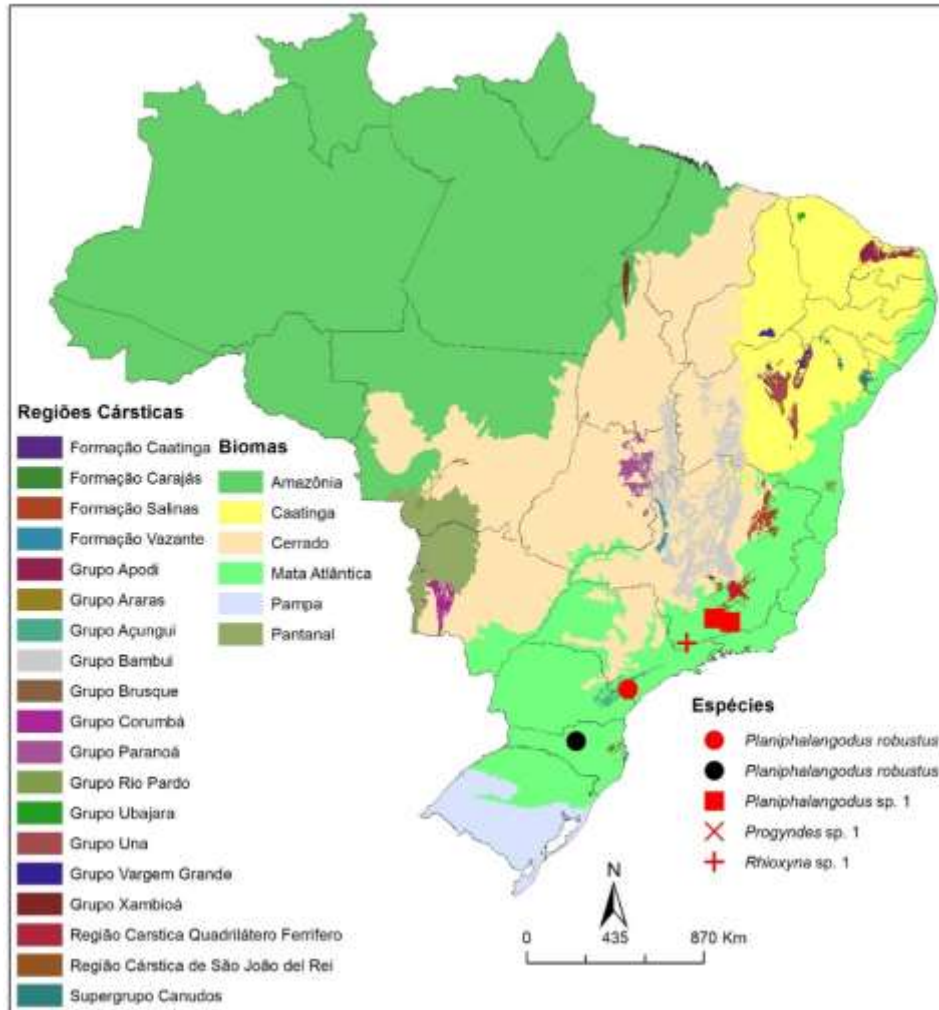 Regiões Cársticas
Formação Caatinga
Formação Carajás
Formação Salinas
Formação Vazante
Grupo Apodi
Grupo Araras
Grupo Açungui
Grupo Bambuí
Grupo Brusque
Grupo Corumbá
Grupo Paranoá
Grupo Rio Pardo
Grupo Ubajara
Grupo Una
Grupo Vargem Grande
Grupo Xambioá
Região Carstica Quadrilátero Ferrífero
Região Cárstica de São João del Rei
Supergrupo Canudos
Biomas
Amazônia
Caatinga
Cerrado
Mata Atlântica
Pampa
Pantanal
Espécies
Planiphalangodus robustus
Planiphalangodus robustus
Planiphalangodus sp. 1
Progyndes sp. 1
Rhioxyna sp. 1
N
0 435 870 Km